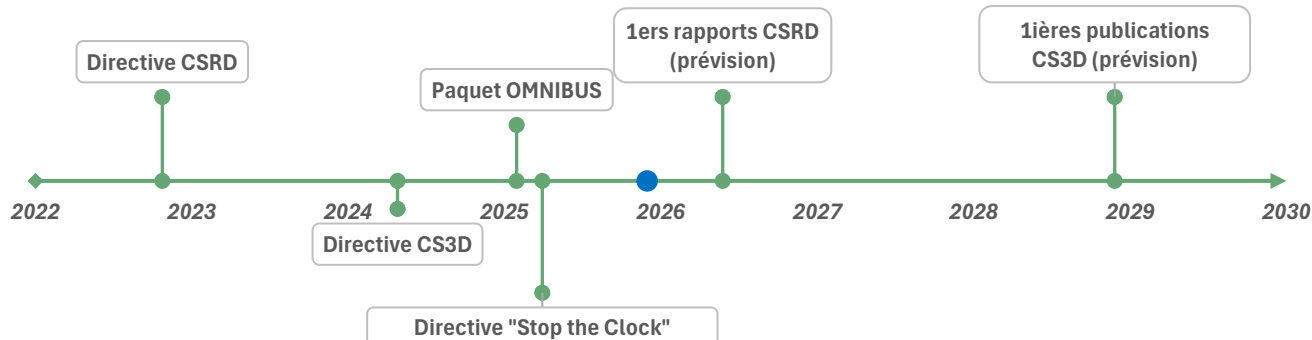 1ers rapports CSRD
(prévision)
1ières publications
CS3D (prévision)
Directive CSRD
Paquet OMNIBUS
2022
2023
2024
2025
2026
2027
2028
2029
2030
Directive CS3D
Directive "Stop the Clock"